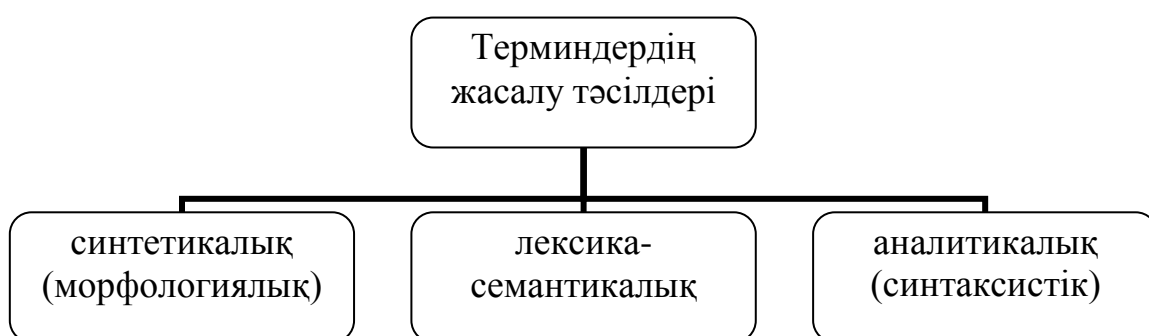 Терминдердің
жасалу тәсілдері
синтетикалық
(морфологиялық)
лексика-
семантикалық
аналитикалық
(синтаксистік)